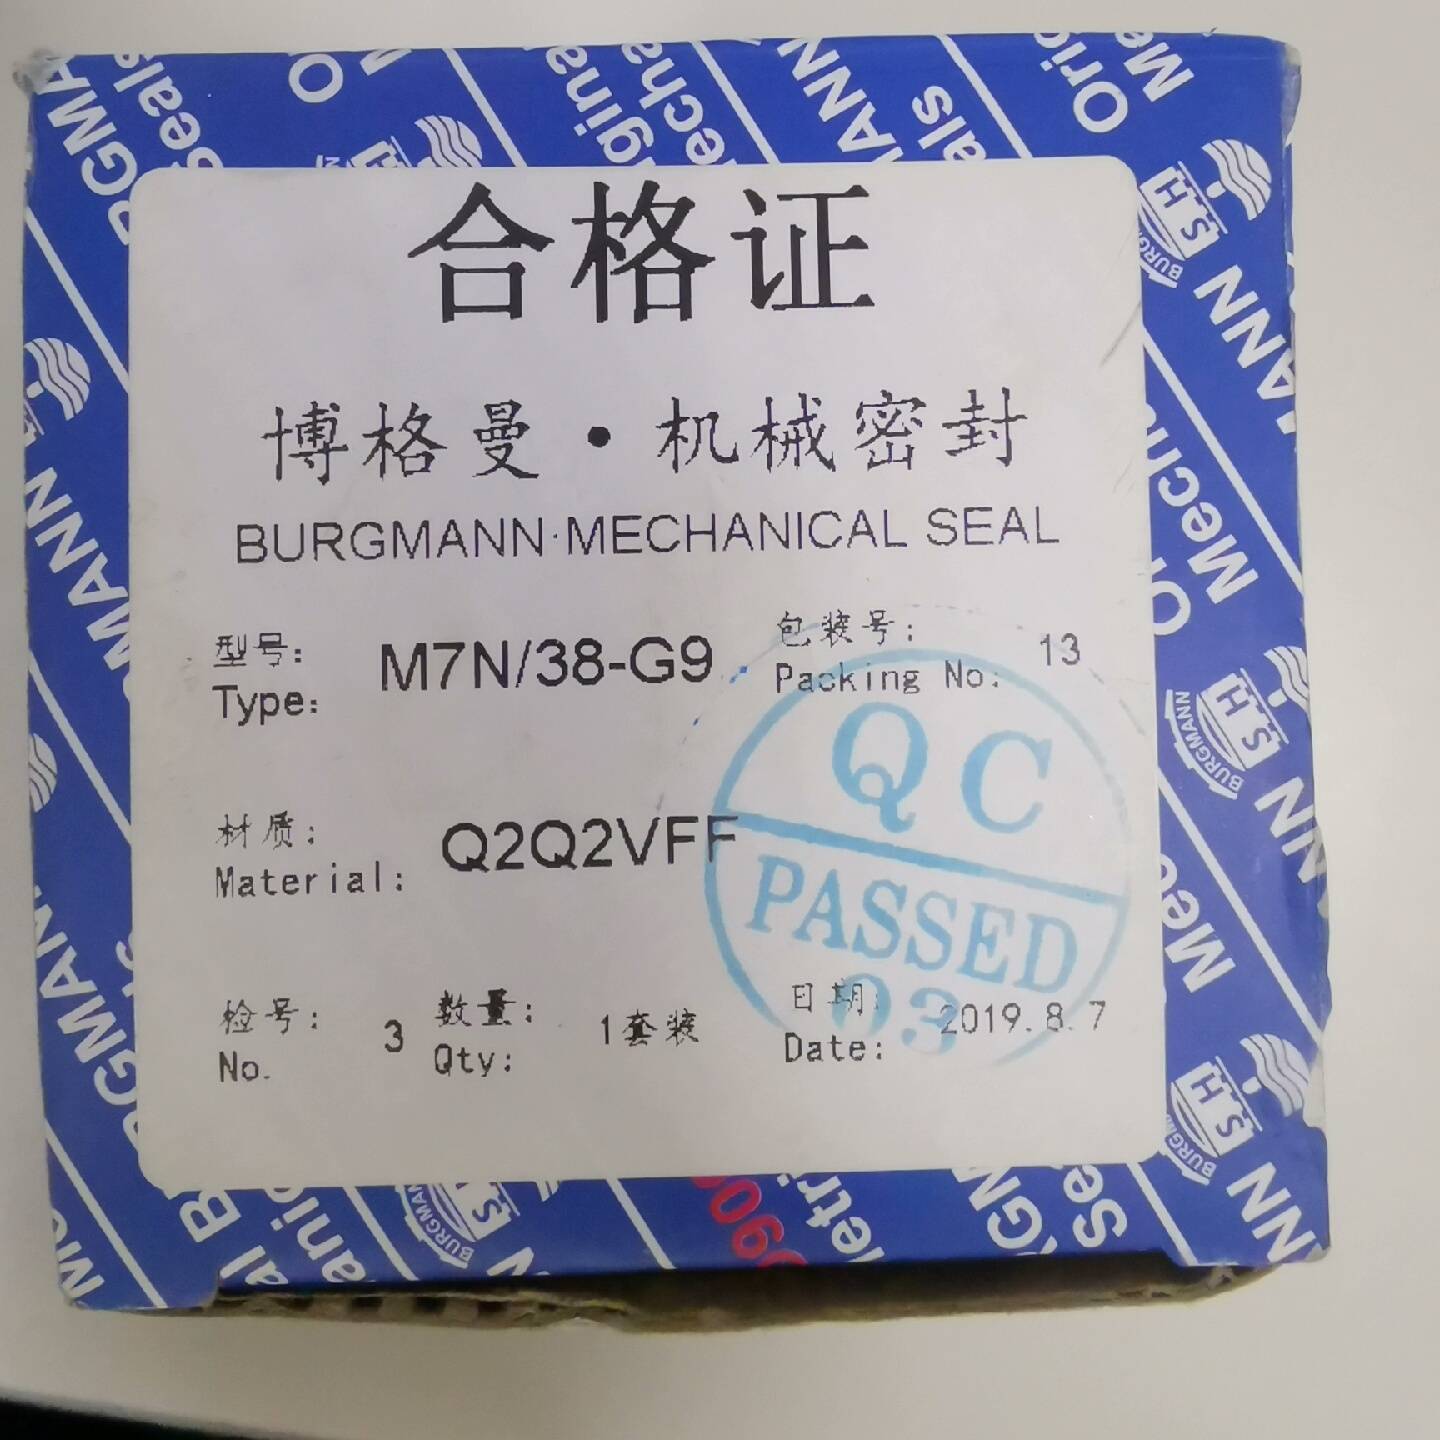 合格证
博格曼·机械密封
BURGMANN·MECHANICAL SEAL
型号: M7N/38-G9 包装号: 13
Type: Packing No:
材质: Q2Q2VFF
Material:
QC
PASSED
03
检号: 3 数量: 1套装 日期: 2019.8.7
No. Qty: Date: